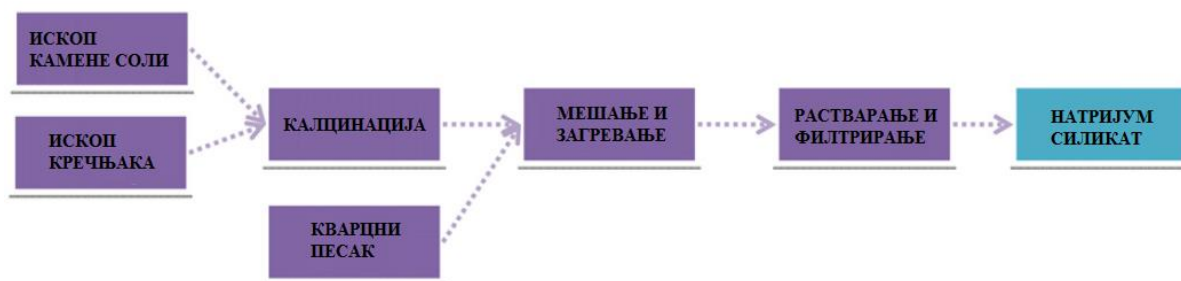 ИСКОП
КАМЕНЕ СОЛИ
ИСКОП
КРЕЧЊАКА
КАЛЦИНАЦИЈА
КВАРЦНИ
ПЕСАК
МЕШАЊЕ И
ЗАГРЕВАЊЕ
РАСТВАРАЊЕ И
ФИЛТРИРАЊЕ
НАТРИЈУМ
СИЛИКАТ